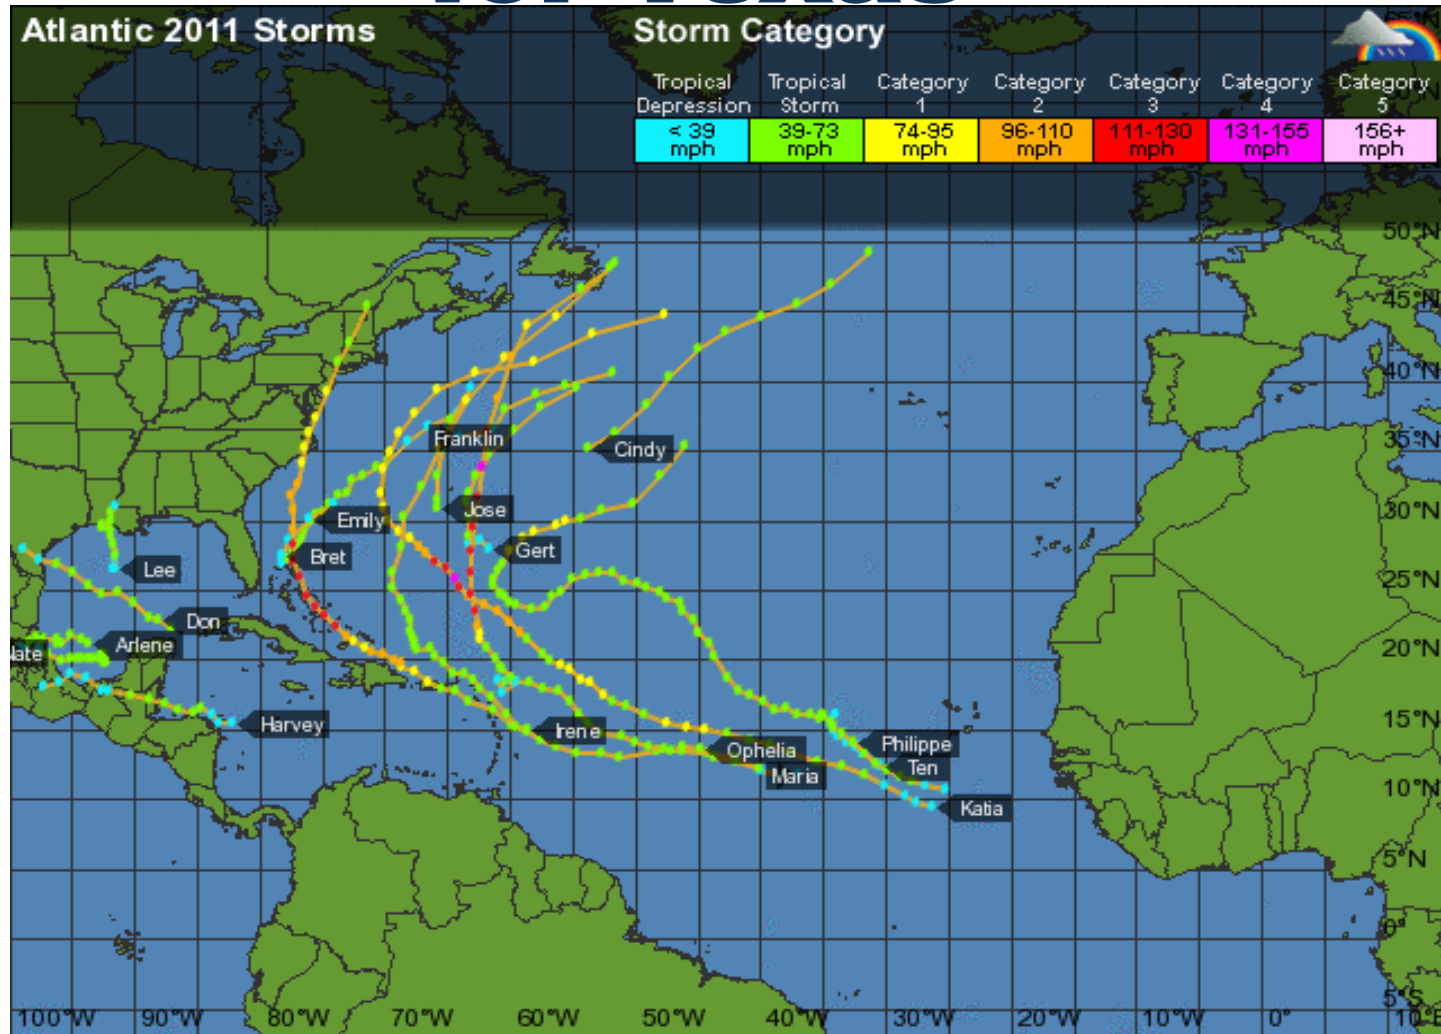 for Texas
Atlantic 2011 Storms
Storm Category
Tropical Depression
Tropical Storm
Category 1
Category 2
Category 3
Category 4
Category 5
< 39 mph
39-73 mph
74-95 mph
96-110 mph
111-130 mph
131-155 mph
156+ mph
50°N
45°N
40°N
35°N
30°N
25°N
20°N
15°N
10°N
5°N
0°
5°S
Franklin
Cindy
Jose
Emily
Gert
Bret
Lee
Don
Arlene
Nate
Harvey
Irene
Ophelia
Maria
Philippe
Ten
Katia
100°W
90°W
80°W
70°W
60°W
50°W
40°W
30°W
20°W
10°W
0°
10°E